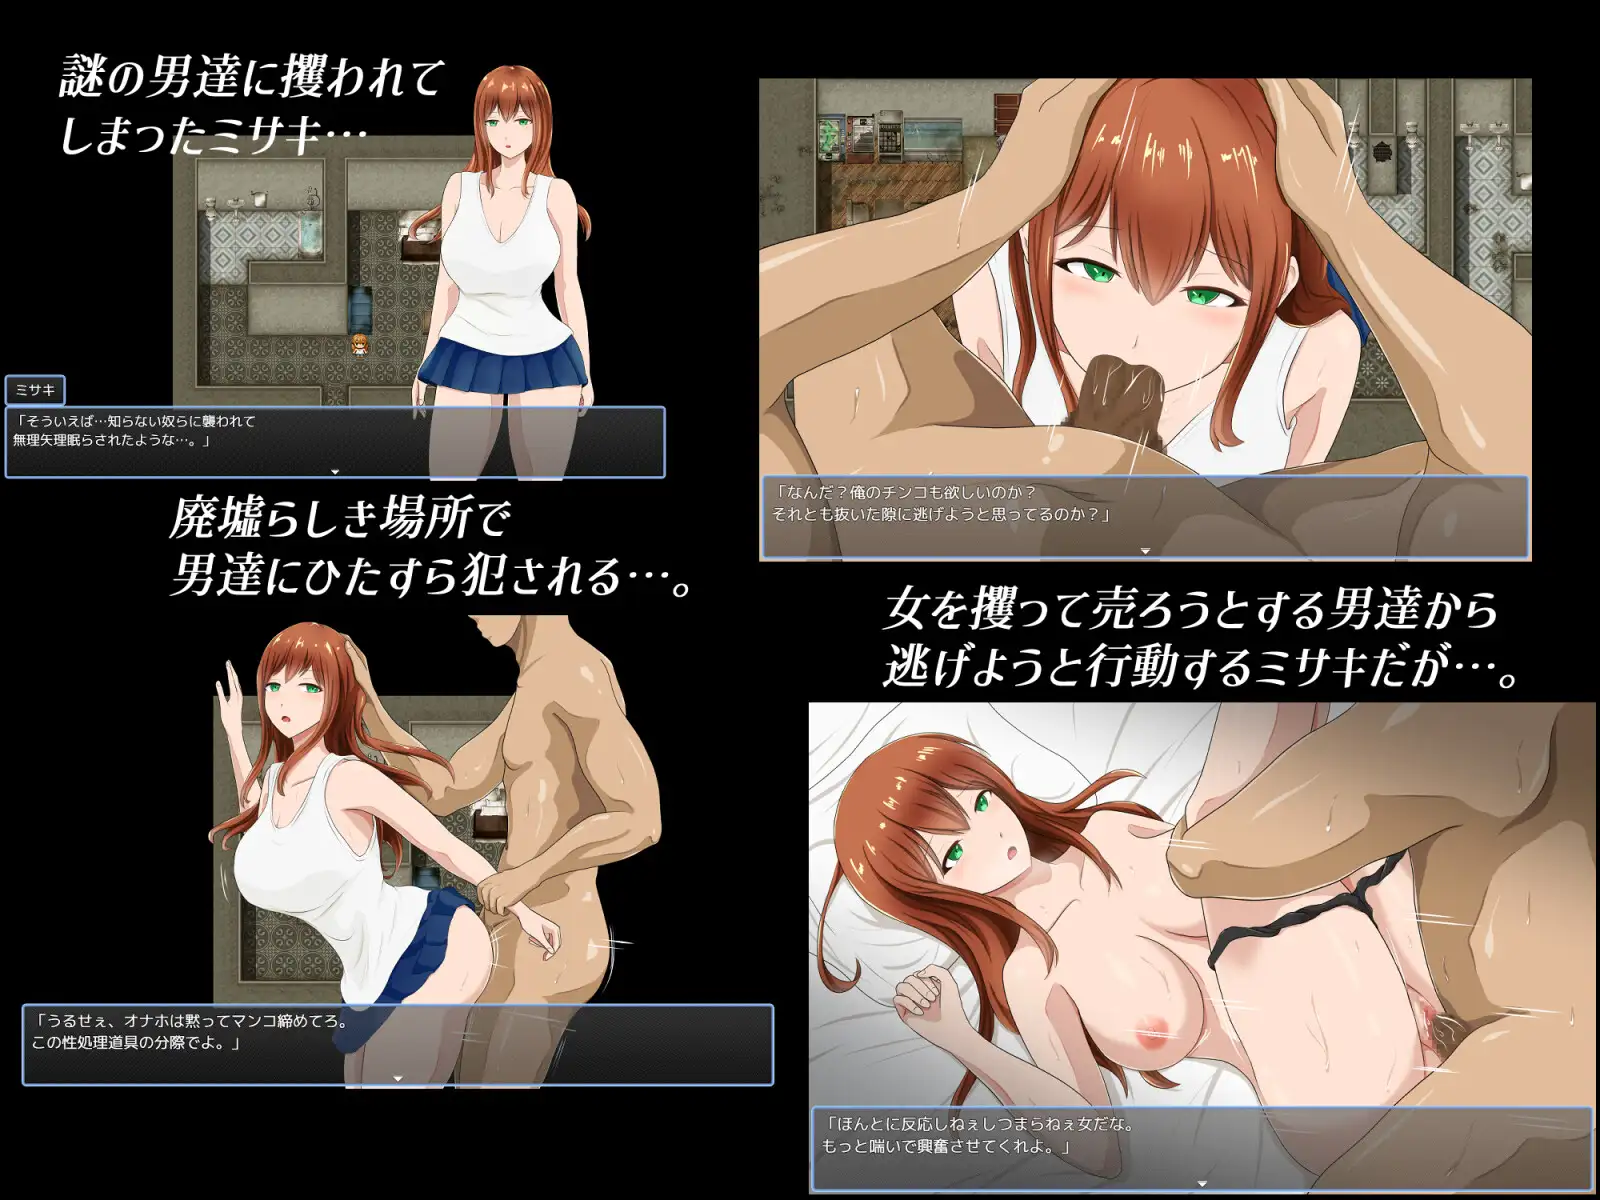 謎の男達に攫われて
しまったミサキ…
ミサキ
「そういえば…知らない奴らに襲われて
無理矢理眠らされたような…。」
廃墟らしき場所で
男達にひたすら犯される…。
「うるせぇ、オナホは黙ってマンコ締めてろ。
この性処理道具の分際でよ。」
「なんだ？俺のチンコも欲しいのか？
それとも抜いた隙に逃げようと思ってるのか？」
女を攫って売ろうとする男達から
逃げようと行動するミサキだが…。
「ほんとに反応しねぇしつまらねぇ女だな。
もっと喘いで興奮させてくれよ。」